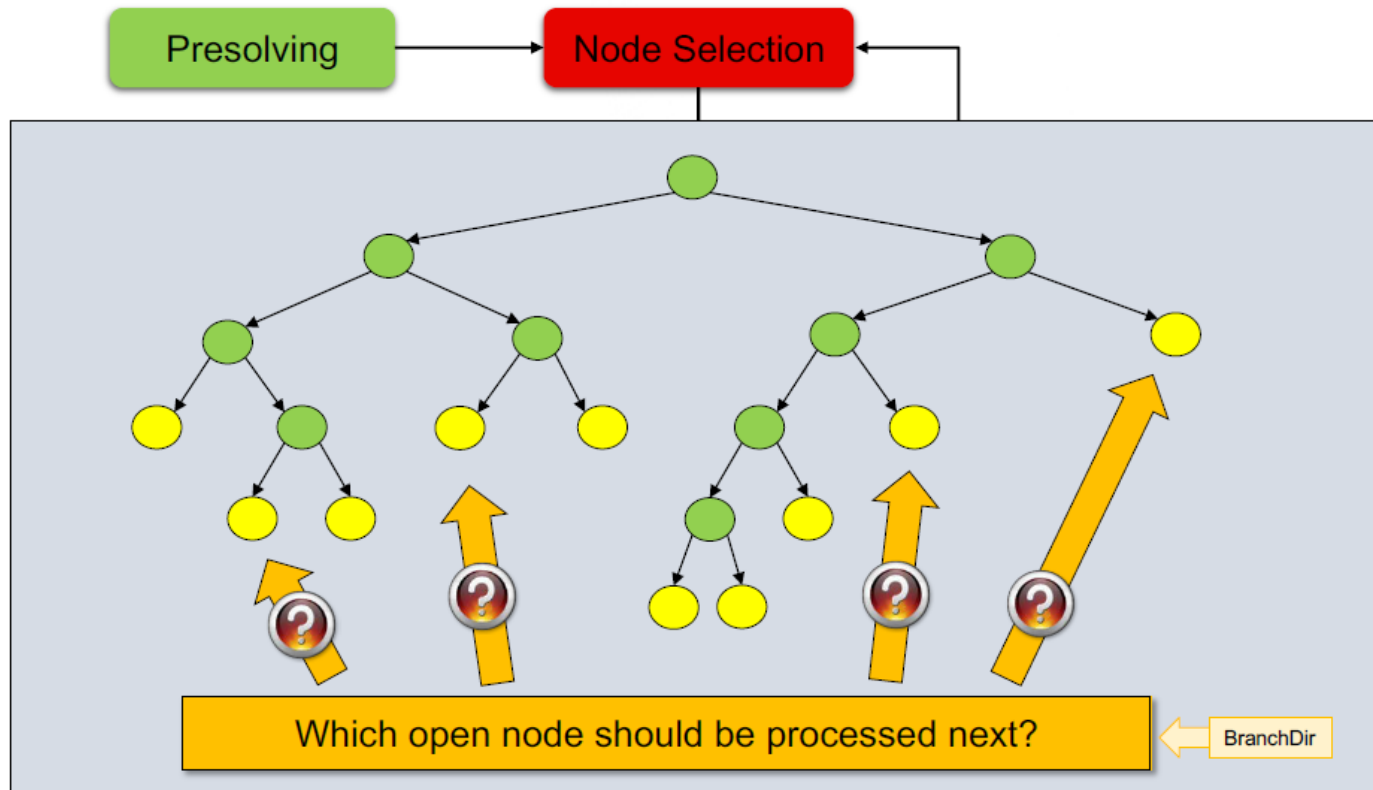 Presolving
Node Selection
?
?
?
?
Which open node should be processed next?
BranchDir